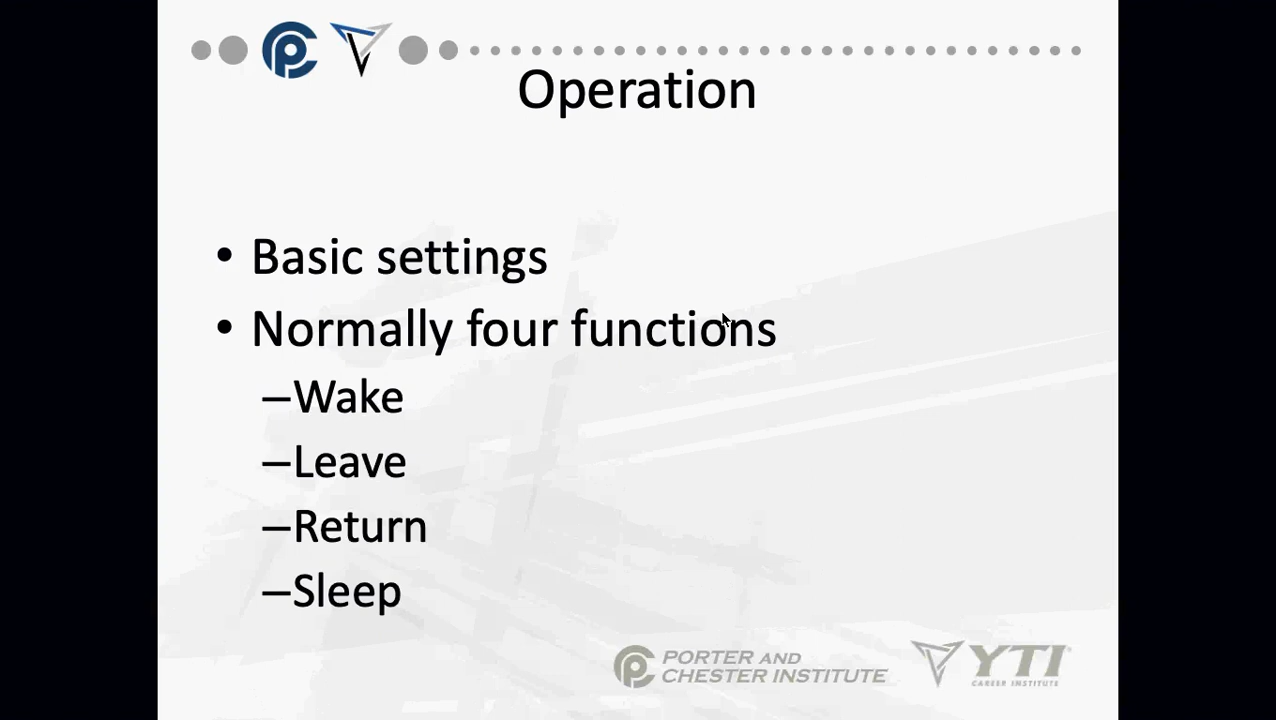 Operation
• Basic settings
• Normally four functions
–Wake
–Leave
–Return
–Sleep
PORTER AND
CHESTER INSTITUTE
YTI
CAREER INSTITUTE